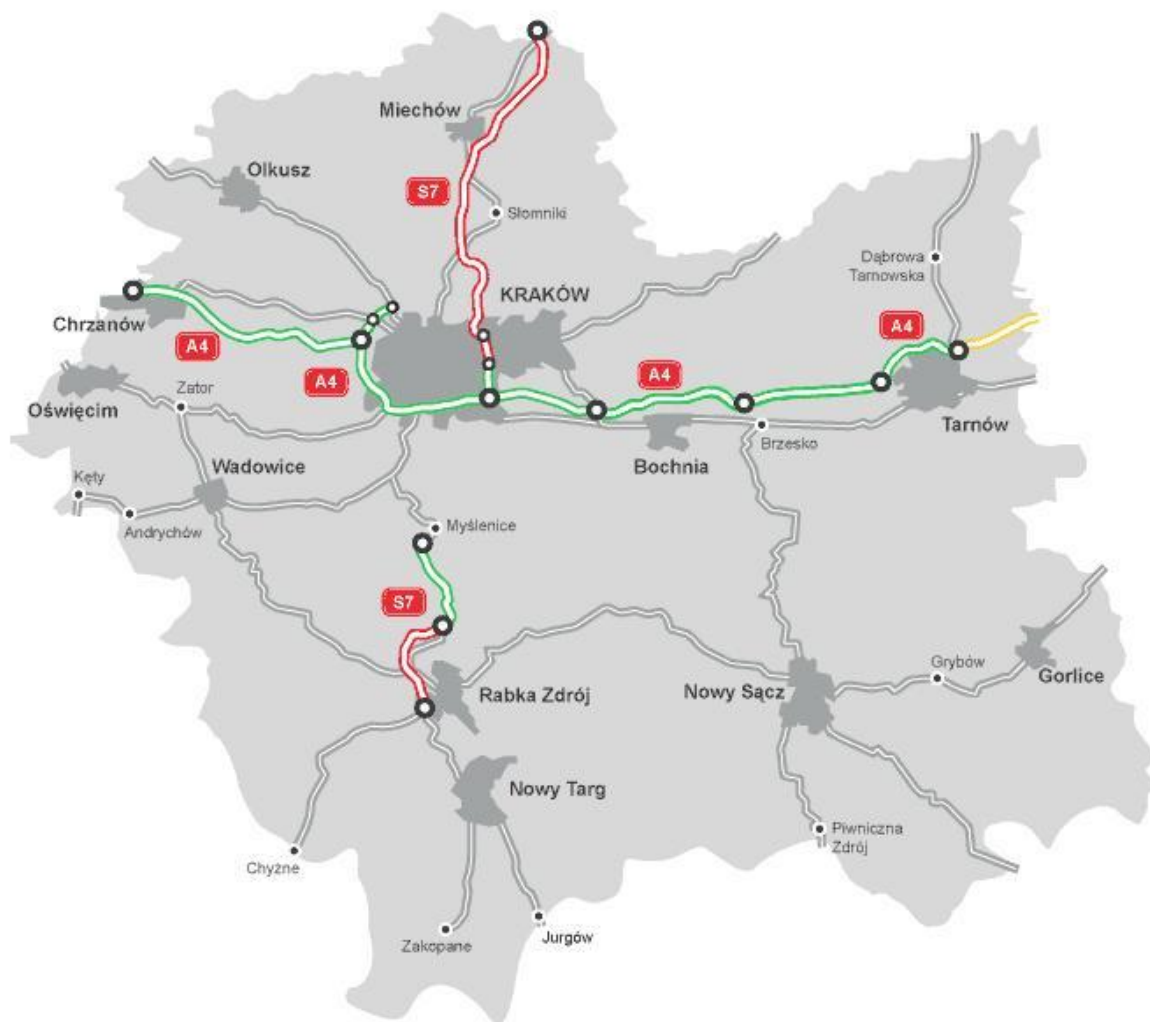 Miechów
Olkusz
S7
Słomniki
Dąbrowa
Tarnowska
KRAKÓW
Chrzanów
A4
A4
A4
A4
Oświęcim
Zator
Tarnów
Brzesko
Bochnia
Wadowice
Kęty
Andrychów
Myślenice
S7
Rabka Zdrój
Nowy Sącz
Grybów
Gorlice
Nowy Targ
Piwniczna
Zdrój
Chyżne
Zakopane
Jurgów